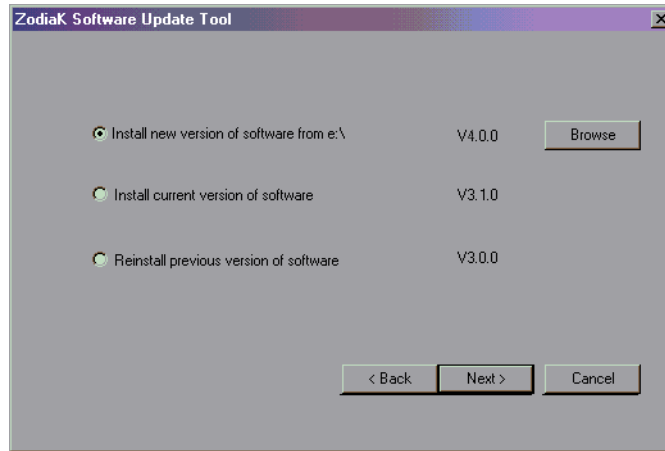 ZodiaK Software Update Tool
Install new version of software from e:\ V4.0.0 Browse
Install current version of software V3.1.0
Reinstall previous version of software V3.0.0
< Back Next > Cancel